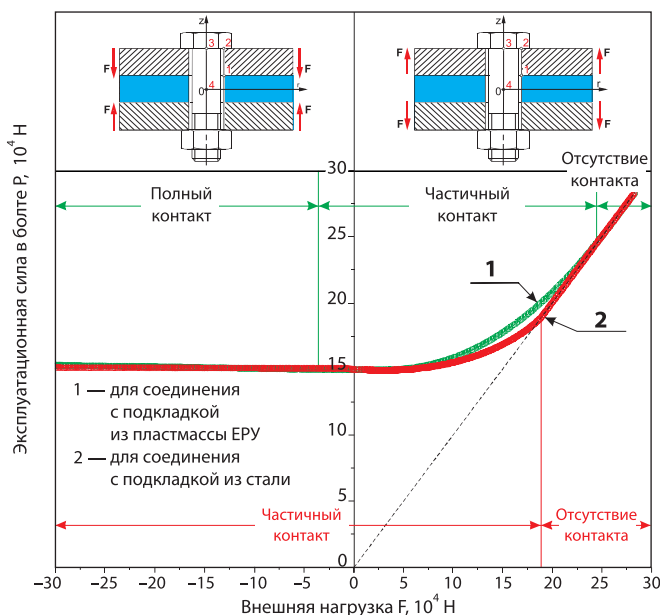 z
3 2
1
0 4
r
F F
F F
z
3 2
1
0 4
r
F F
F F
Эксплуатационная сила в болте P, 10⁴ Н
30
25
20
15
10
5
0
Полный
контакт
Частичный
контакт
Отсутствие
контакта
1
2
1 — для соединения
с подкладкой
из пластмассы ЕРУ
2 — для соединения
с подкладкой из стали
Частичный
контакт
Отсутствие
контакта
−30 −25 −20 −15 −10 −5 0 5 10 15 20 25 30
Внешняя нагрузка F, 10⁴ Н